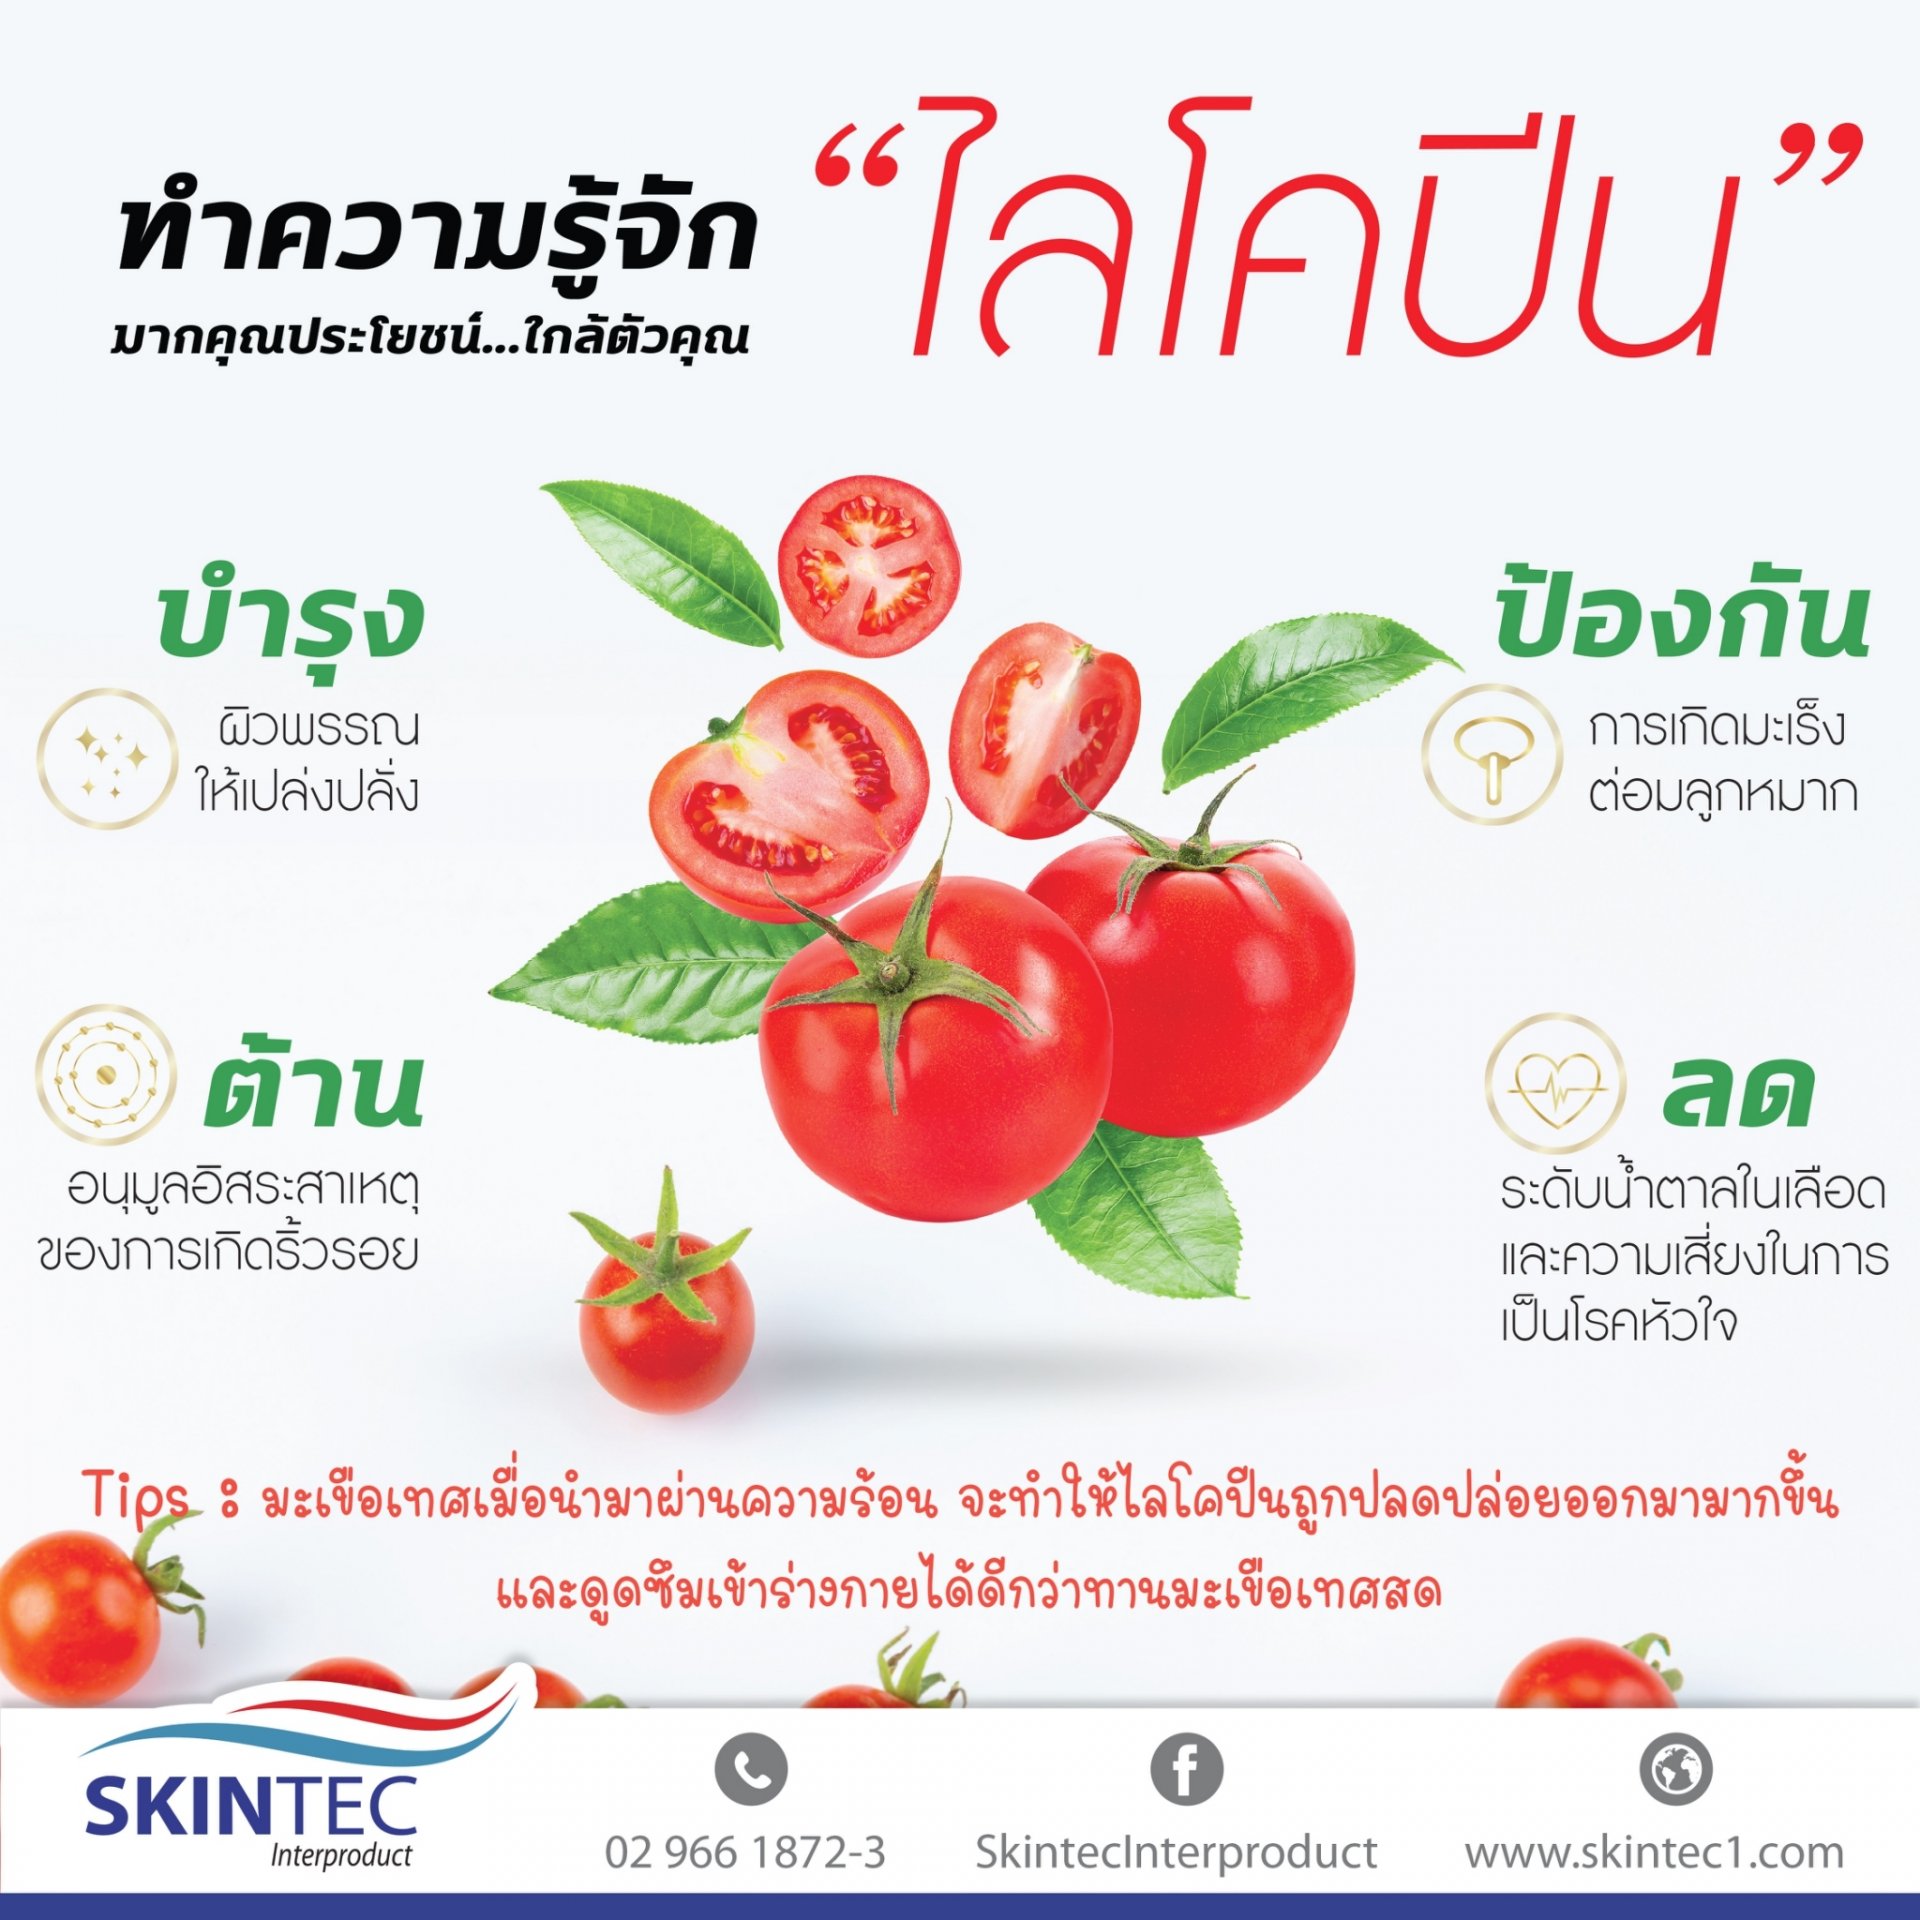 ทำความรู้จัก
“ไลโคปีน”
มากคุณประโยชน์...ใกล้ตัวคุณ
บำรุง
ผิวพรรณ
ให้เปล่งปลั่ง
ป้องกัน
การเกิดมะเร็ง
ต่อมลูกหมาก
ต้าน
อนุมูลอิสระสาเหตุ
ของการเกิดริ้วรอย
ลด
ระดับน้ำตาลในเลือด
และความเสี่ยงในการ
เป็นโรคหัวใจ
Tips : มะเขือเทศเมื่อนำมาผ่านความร้อน จะทำให้ไลโคปีนถูกปลดปล่อยออกมามากขึ้น
และดูดซึมเข้าร่างกายได้ดีกว่าทานมะเขือเทศสด
SKINTEC
Interproduct
02 966 1872-3
SkintecInterproduct
www.skintec1.com